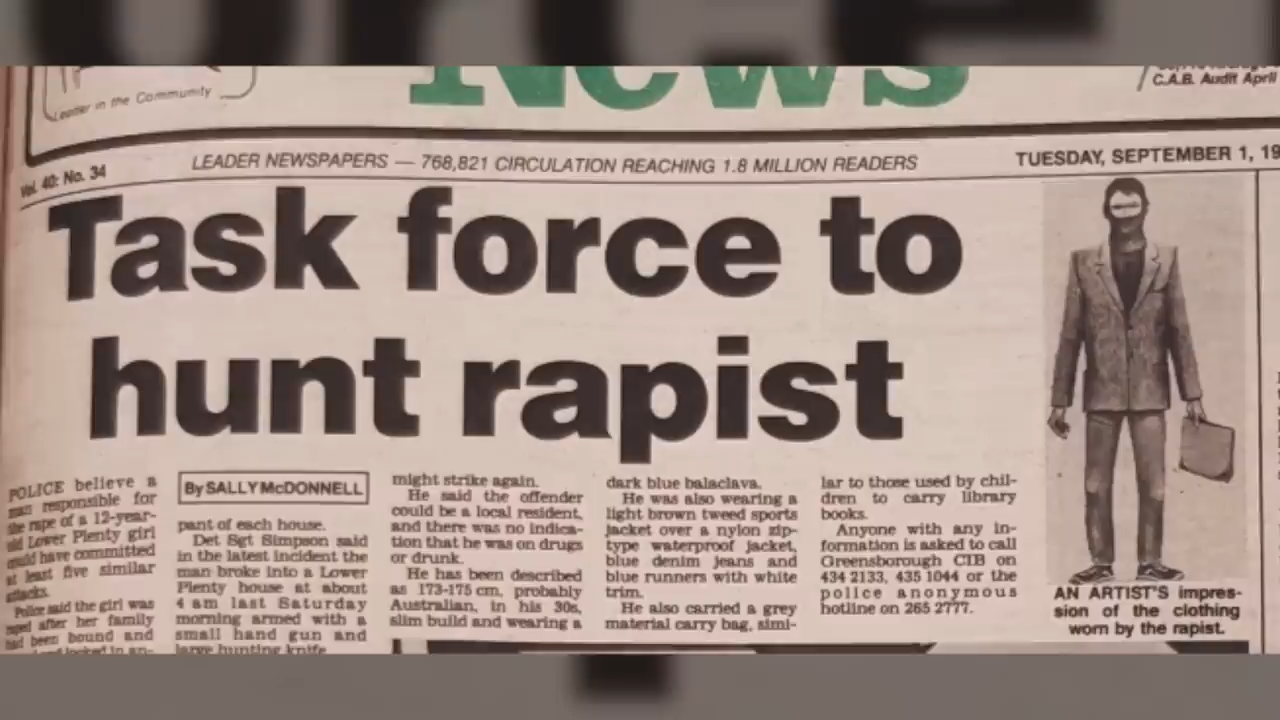 News
Leader in the Community
C.A.B. Audit April
Vol. 40: No. 34
LEADER NEWSPAPERS — 768,821 CIRCULATION REACHING 1.8 MILLION READERS
TUESDAY, SEPTEMBER 1, 19
Task force to
hunt rapist
POLICE believe a
man responsible for
the rape of a 12-year-
old Lower Plenty girl
could have committed
at least five similar
attacks.
Police said the girl was
raped after her family
had been bound and
locked in an-
By SALLY McDONNELL
pant of each house.
Det Sgt Simpson said
in the latest incident the
man broke into a Lower
Plenty house at about
4 am last Saturday
morning armed with a
small hand gun and
large hunting knife
might strike again.
He said the offender
could be a local resident,
and there was no indica-
tion that he was on drugs
or drunk.
He has been described
as 173-175 cm, probably
Australian, in his 30s,
slim build and wearing a
dark blue balaclava.
He was also wearing a
light brown tweed sports
jacket over a nylon zip-
type waterproof jacket,
blue denim jeans and
blue runners with white
trim.
He also carried a grey
material carry bag, simi-
lar to those used by chil-
dren to carry library
books.
Anyone with any in-
formation is asked to call
Greensborough CIB on
434 2133, 435 1044 or the
police anonymous
hotline on 265 2777.
AN ARTIST'S impres-
sion of the clothing
worn by the rapist.